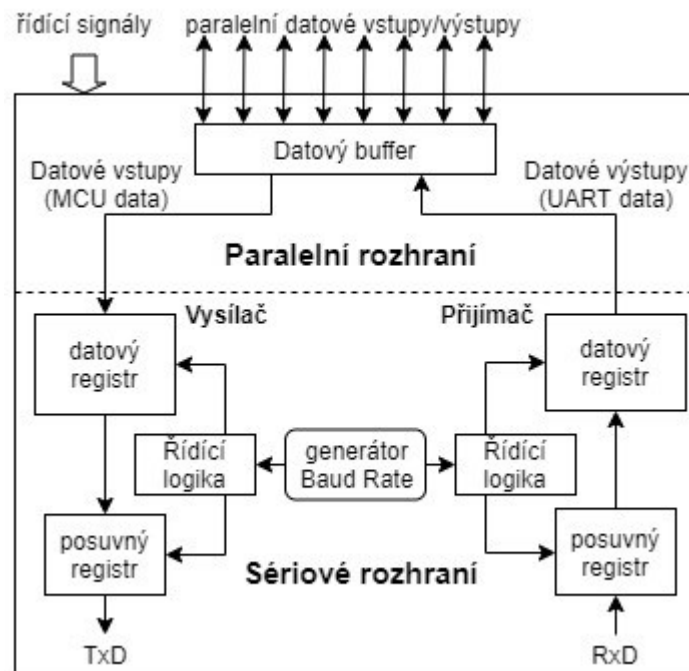 řídící signály
paralelní datové vstupy/výstupy
Datový buffer
Datové vstupy
(MCU data)
Datové výstupy
(UART data)
Paralelní rozhraní
Vysílač
Přijímač
datový
registr
datový
registr
Řídící
logika
generátor
Baud Rate
Řídící
logika
posuvný
registr
posuvný
registr
Sériové rozhraní
TxD
RxD